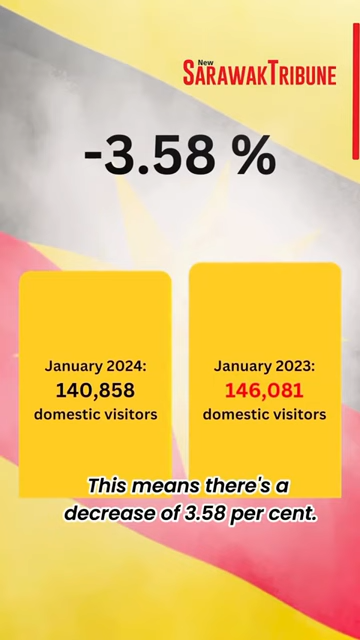 New
SARAWAKTRIBUNE
-3.58 %
January 2024:
140,858
domestic visitors
January 2023:
146,081
domestic visitors
This means there's a
decrease of 3.58 per cent.